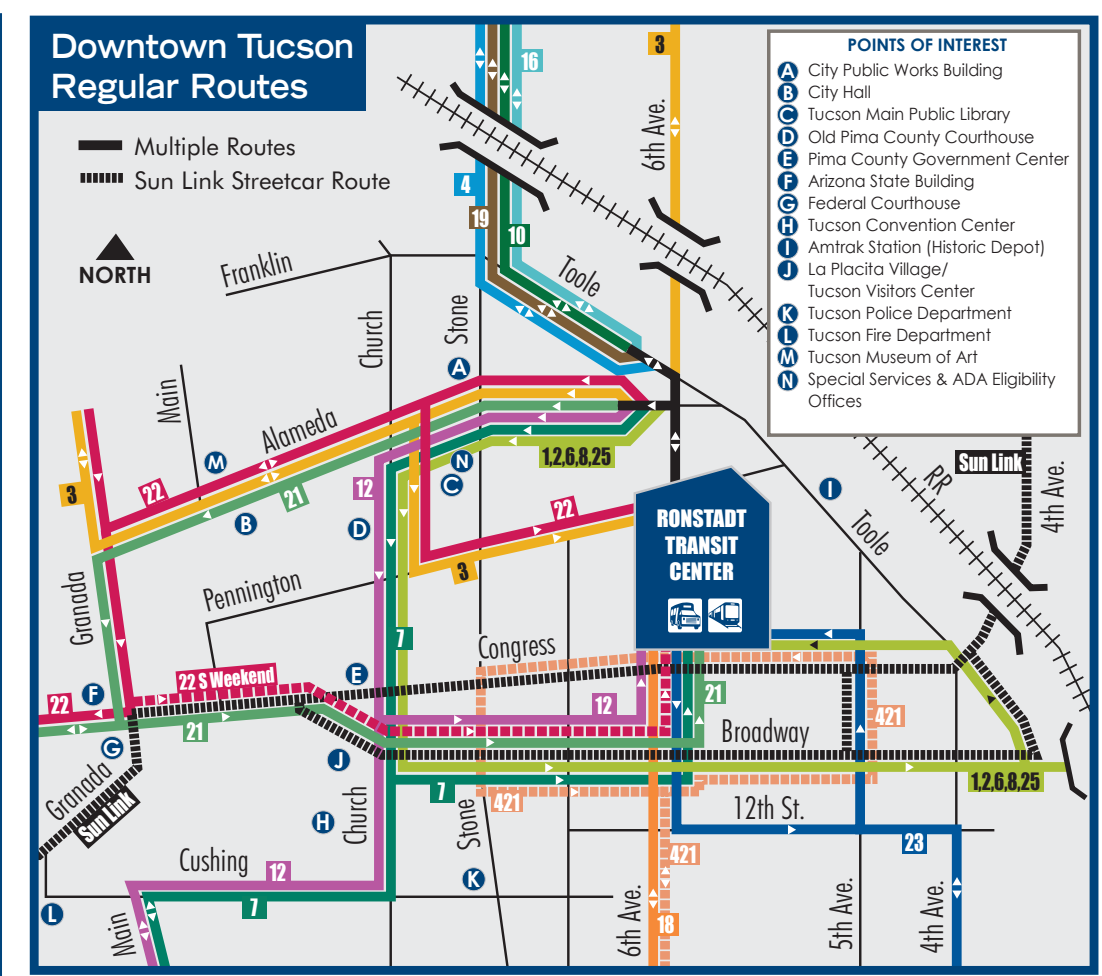 Downtown Tucson
Regular Routes
Multiple Routes
Sun Link Streetcar Route
NORTH
POINTS OF INTEREST
A City Public Works Building
B City Hall
C Tucson Main Public Library
D Old Pima County Courthouse
E Pima County Government Center
F Arizona State Building
G Federal Courthouse
H Tucson Convention Center
I Amtrak Station (Historic Depot)
J La Placita Village/
Tucson Visitors Center
K Tucson Police Department
L Tucson Fire Department
M Tucson Museum of Art
N Special Services & ADA Eligibility
Offices
16
3
6th Ave.
4
19
10
Franklin
Toole
Church
Stone
A
Main
Alameda
M
3
22
21
B
1,2,6,8,25
N
C
12
D
22
3
RONSTADT
TRANSIT
CENTER
I
Toole
RR
Sun Link
4th Ave.
Granada
Pennington
7
Congress
E
22 S Weekend
F
22
21
G
12
21
421
Broadway
J
Granada
Sun Link
7
421
1,2,6,8,25
H
Church
Stone
12th St.
23
Cushing
12
7
K
421
L
Main
6th Ave.
18
5th Ave.
4th Ave.